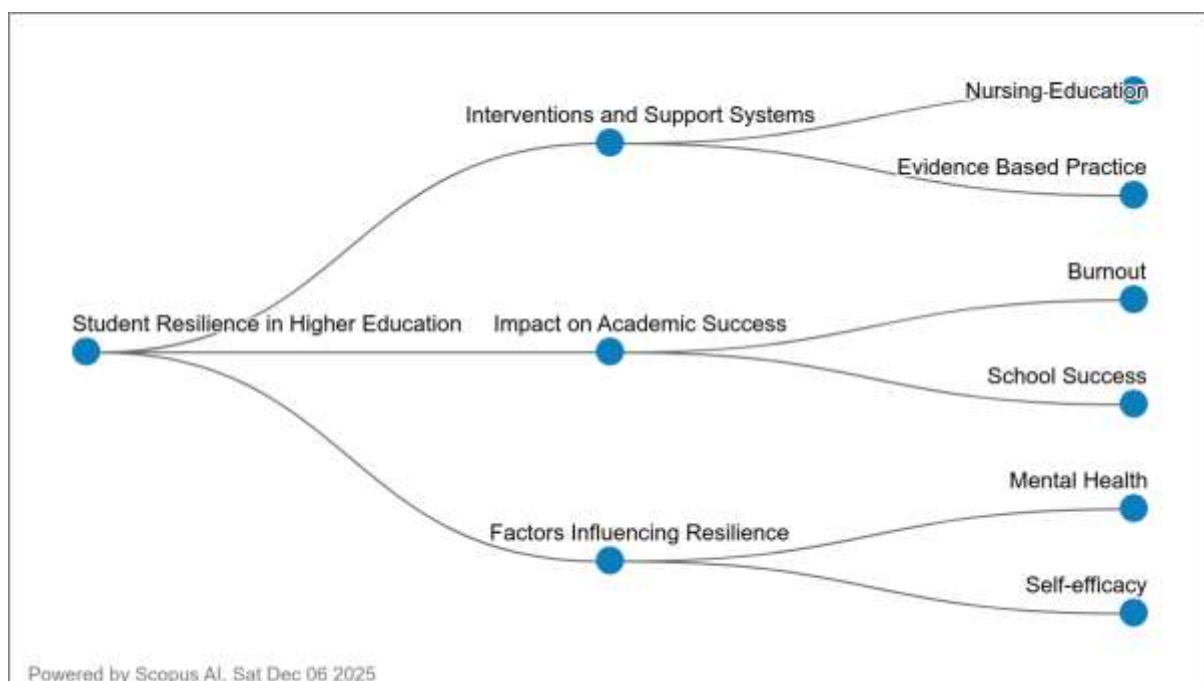 Nursing-Education
Interventions and Support Systems
Evidence Based Practice
Burnout
Student Resilience in Higher Education
Impact on Academic Success
School Success
Mental Health
Factors Influencing Resilience
Self-efficacy
Powered by Scopus AI, Sat Dec 06 2025